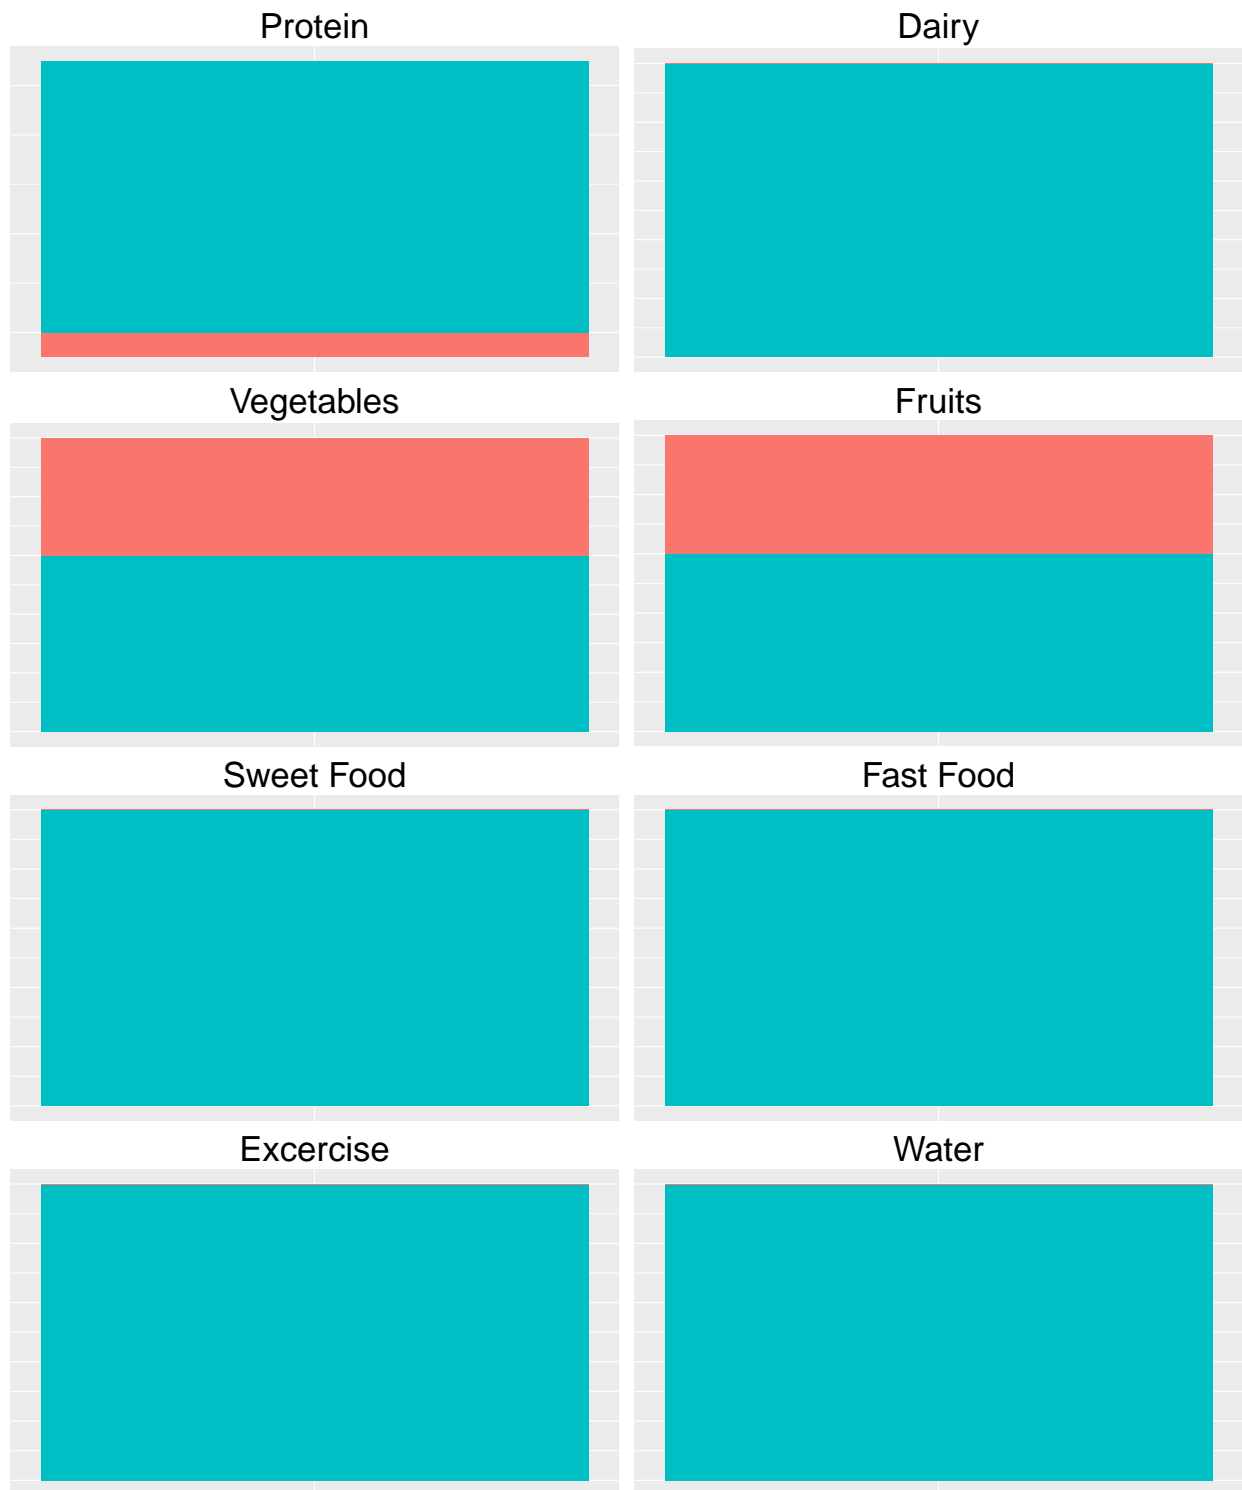 Protein
Dairy
Vegetables
Fruits
Sweet Food
Fast Food
Excercise
Water